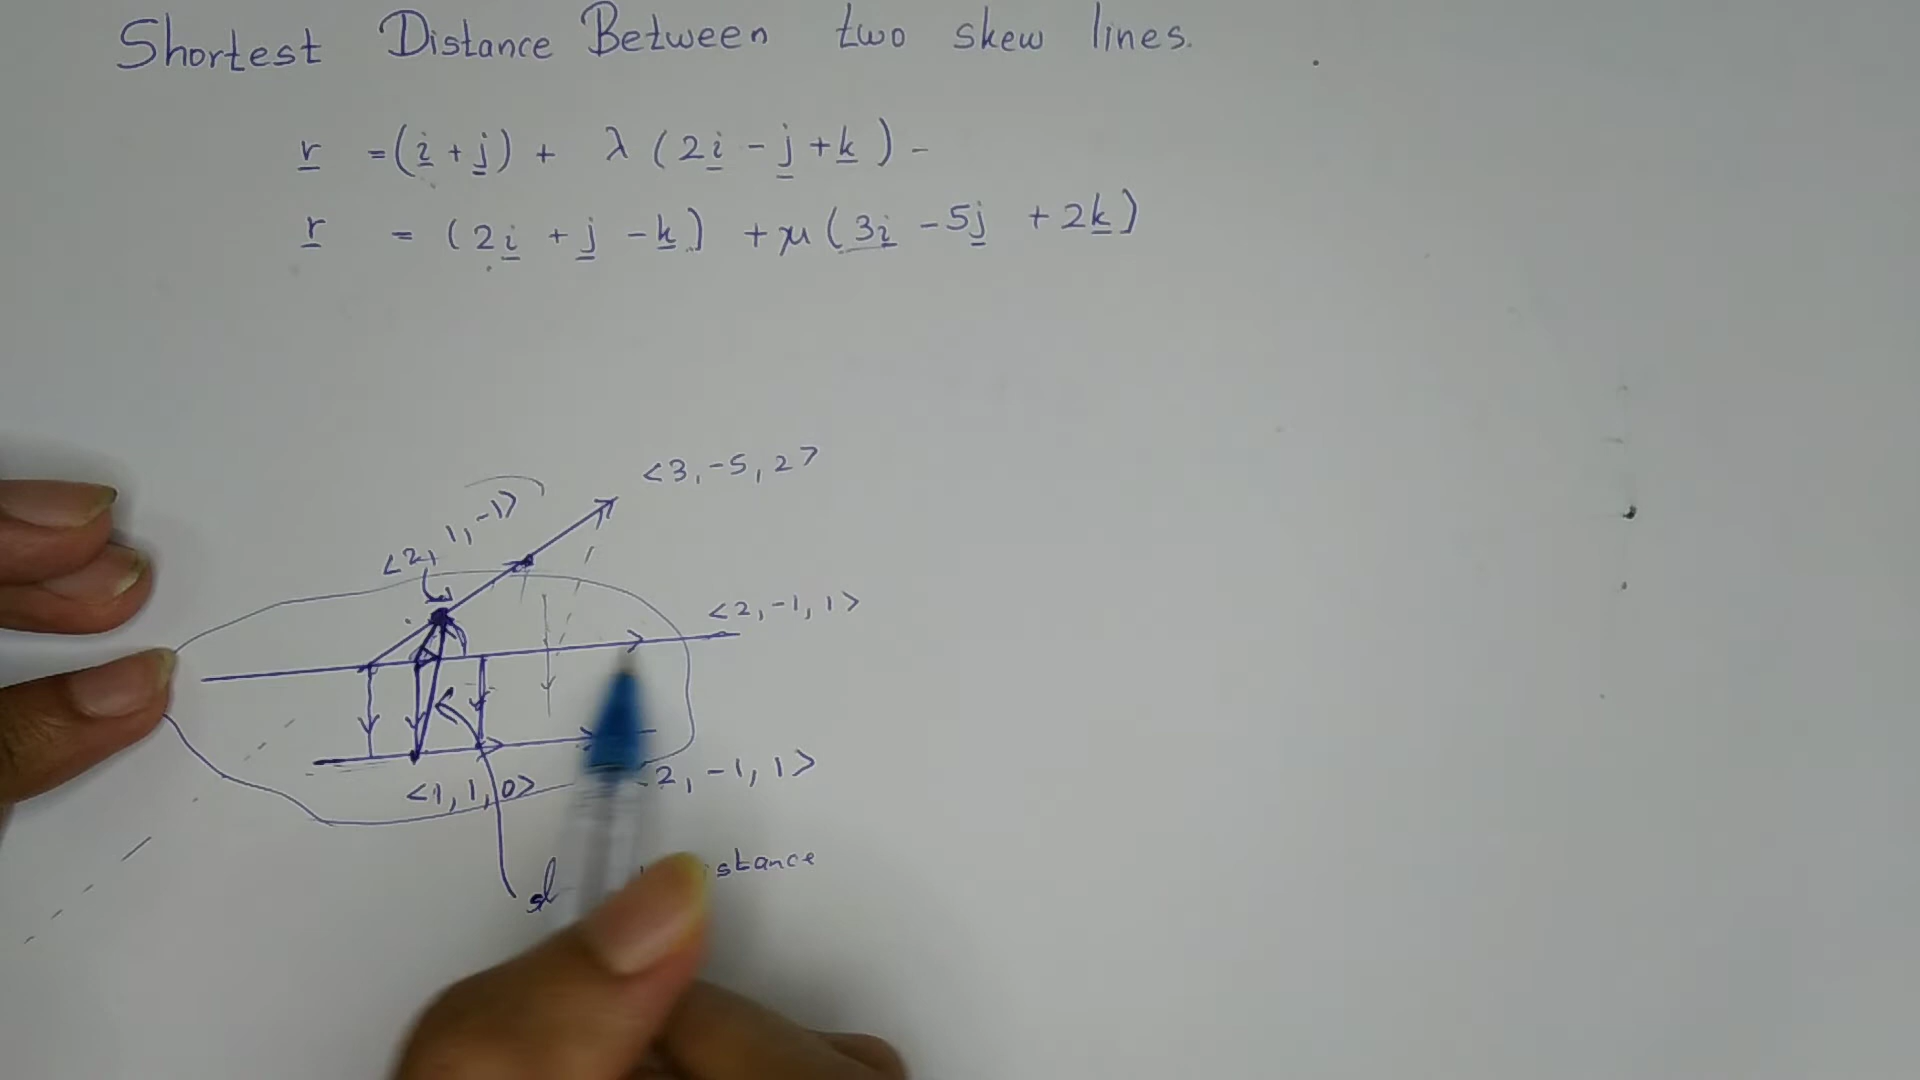 Shortest Distance Between two skew lines.
r = (i + j) + λ (2i - j + k) -
r = (2i + j - k) + μ (3i - 5j + 2k)
<3, -5, 2>
<2, 1, -1>
<2, -1, 1>
<1, 1, 0>
2, -1, 1>